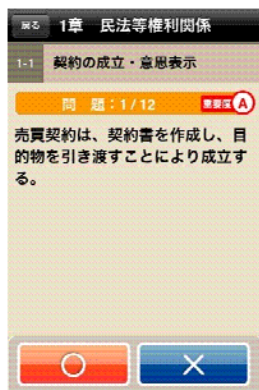 戻る 1章 民法等権利関係
1-1 契約の成立・意思表示
問 題:1/12 重要度 A
売買契約は、契約書を作成し、目
的物を引き渡すことにより成立す
る。